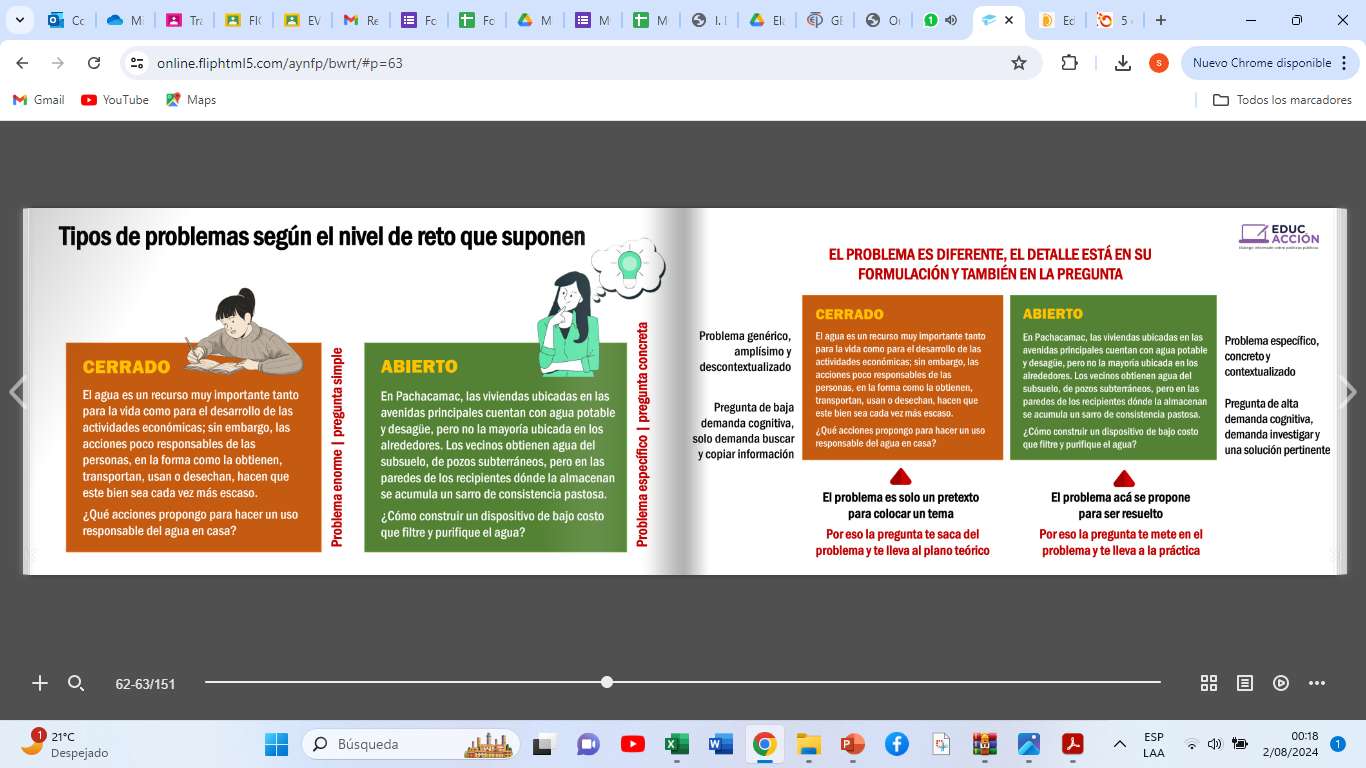 Cc
Mi
Tra
FIC
EV
Re
Fo
Fo
M
M
M
I. I
Ela
GE
On
1
Ed
5
online.fliphtml5.com/aynfp/bwrt/#p=63
s
Nuevo Chrome disponible
Gmail
YouTube
Maps
Todos los marcadores
Tipos de problemas según el nivel de reto que suponen
CERRADO
El agua es un recurso muy importante tanto
para la vida como para el desarrollo de las
actividades económicas; sin embargo, las
acciones poco responsables de las
personas, en la forma como la obtienen,
transportan, usan o desechan, hacen que
este bien sea cada vez más escaso.
¿Qué acciones propongo para hacer un uso
responsable del agua en casa?
Problema enorme | pregunta simple
ABIERTO
En Pachacamac, las viviendas ubicadas en las
avenidas principales cuentan con agua potable
y desagüe, pero no la mayoría ubicada en los
alrededores. Los vecinos obtienen agua del
subsuelo, de pozos subterráneos, pero en las
paredes de los recipientes dónde la almacenan
se acumula un sarro de consistencia pastosa.
¿Cómo construir un dispositivo de bajo costo
que filtre y purifique el agua?
Problema específico | pregunta concreta
EDUC
ACCIÓN
EL PROBLEMA ES DIFERENTE, EL DETALLE ESTÁ EN SU
FORMULACIÓN Y TAMBIÉN EN LA PREGUNTA
Problema genérico,
amplísimo y
descontextualizado
Pregunta de baja
demanda cognitiva,
solo demanda buscar
y copiar información
CERRADO
El agua es un recurso muy importante tanto
para la vida como para el desarrollo de las
actividades económicas; sin embargo, las
acciones poco responsables de las
personas, en la forma como la obtienen,
transportan, usan o desechan, hacen que
este bien sea cada vez más escaso.
¿Qué acciones propongo para hacer un uso
responsable del agua en casa?
ABIERTO
En Pachacamac, las viviendas ubicadas en las
avenidas principales cuentan con agua potable
y desagüe, pero no la mayoría ubicada en los
alrededores. Los vecinos obtienen agua del
subsuelo, de pozos subterráneos, pero en las
paredes de los recipientes dónde la almacenan
se acumula un sarro de consistencia pastosa.
¿Cómo construir un dispositivo de bajo costo
que filtre y purifique el agua?
Problema específico,
concreto y
contextualizado
Pregunta de alta
demanda cognitiva,
demanda investigar y
una solución pertinente
El problema es solo un pretexto
para colocar un tema
Por eso la pregunta te saca del
problema y te lleva al plano teórico
El problema acá se propone
para ser resuelto
Por eso la pregunta te mete en el
problema y te lleva a la práctica
62-63/151
1
21°C
Despejado
Búsqueda
ESP
LAA
00:18
2/08/2024
1